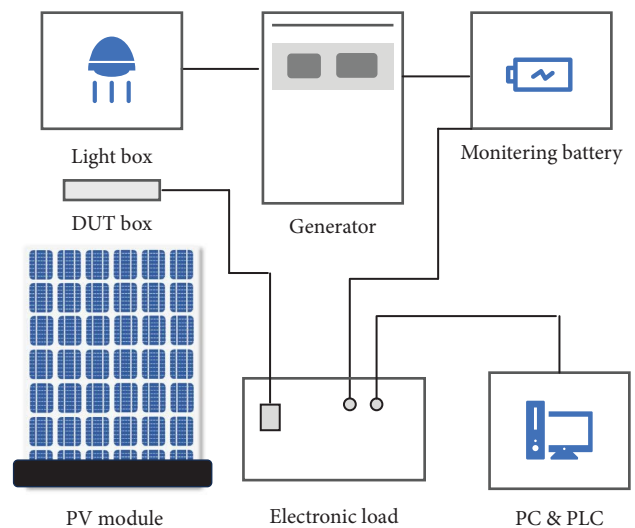 Light box
Monitering battery
DUT box
Generator
PV module
Electronic load
PC & PLC